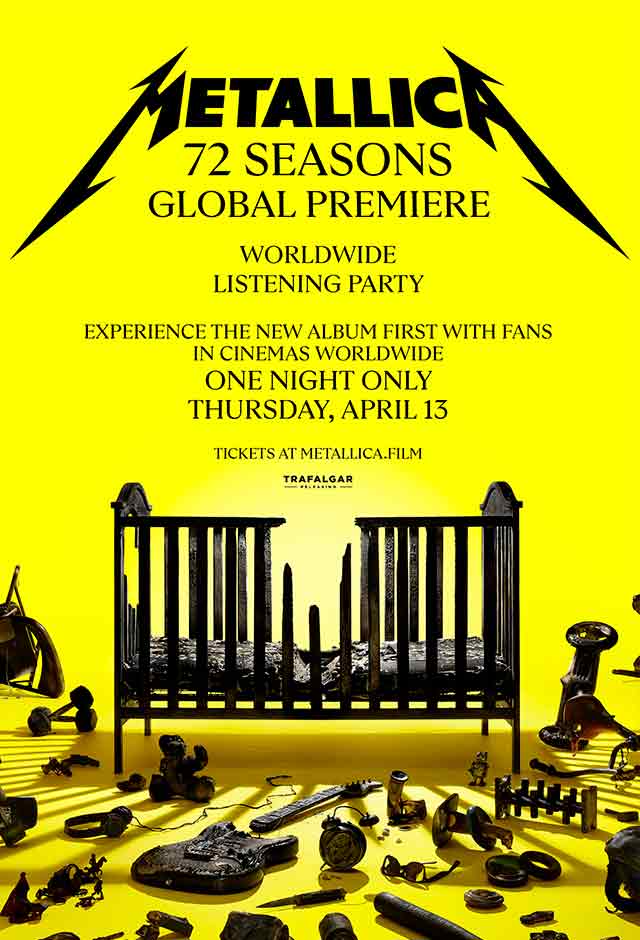 METALLICA
72 SEASONS
GLOBAL PREMIERE
WORLDWIDE
LISTENING PARTY
EXPERIENCE THE NEW ALBUM FIRST WITH FANS
IN CINEMAS WORLDWIDE
ONE NIGHT ONLY
THURSDAY, APRIL 13
TICKETS AT METALLICA.FILM
TRAFALGAR
RELEASING